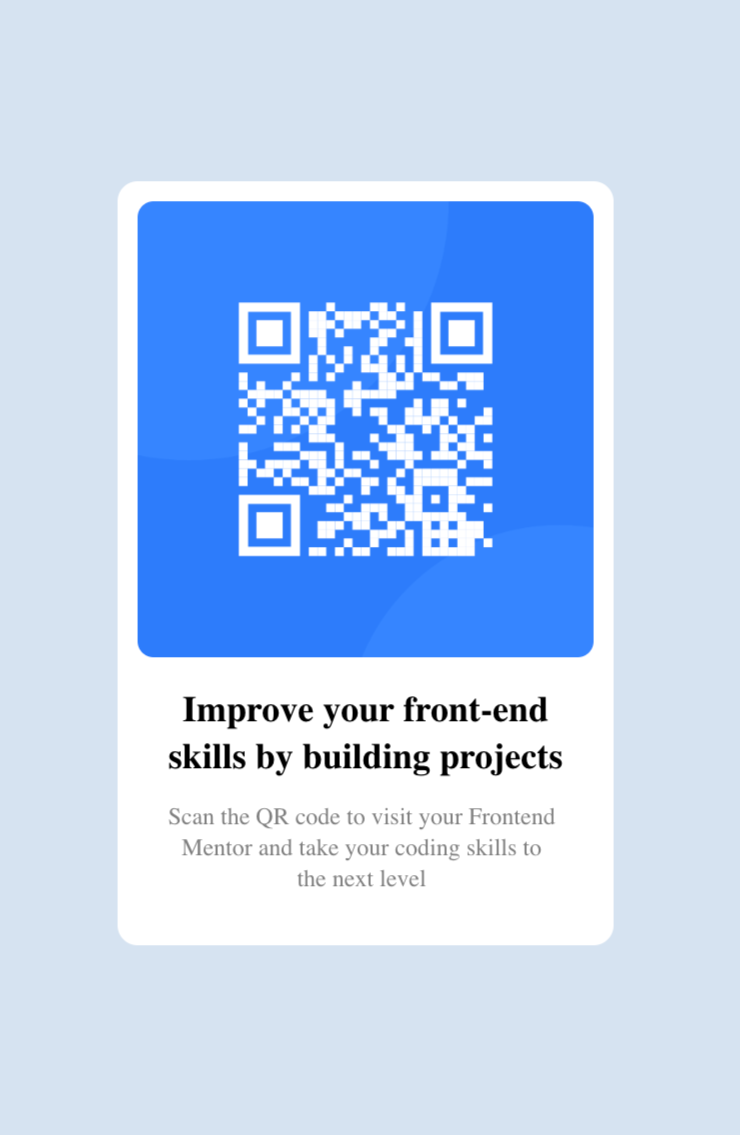 Improve your front-end
skills by building projects
Scan the QR code to visit your Frontend
Mentor and take your coding skills to
the next level